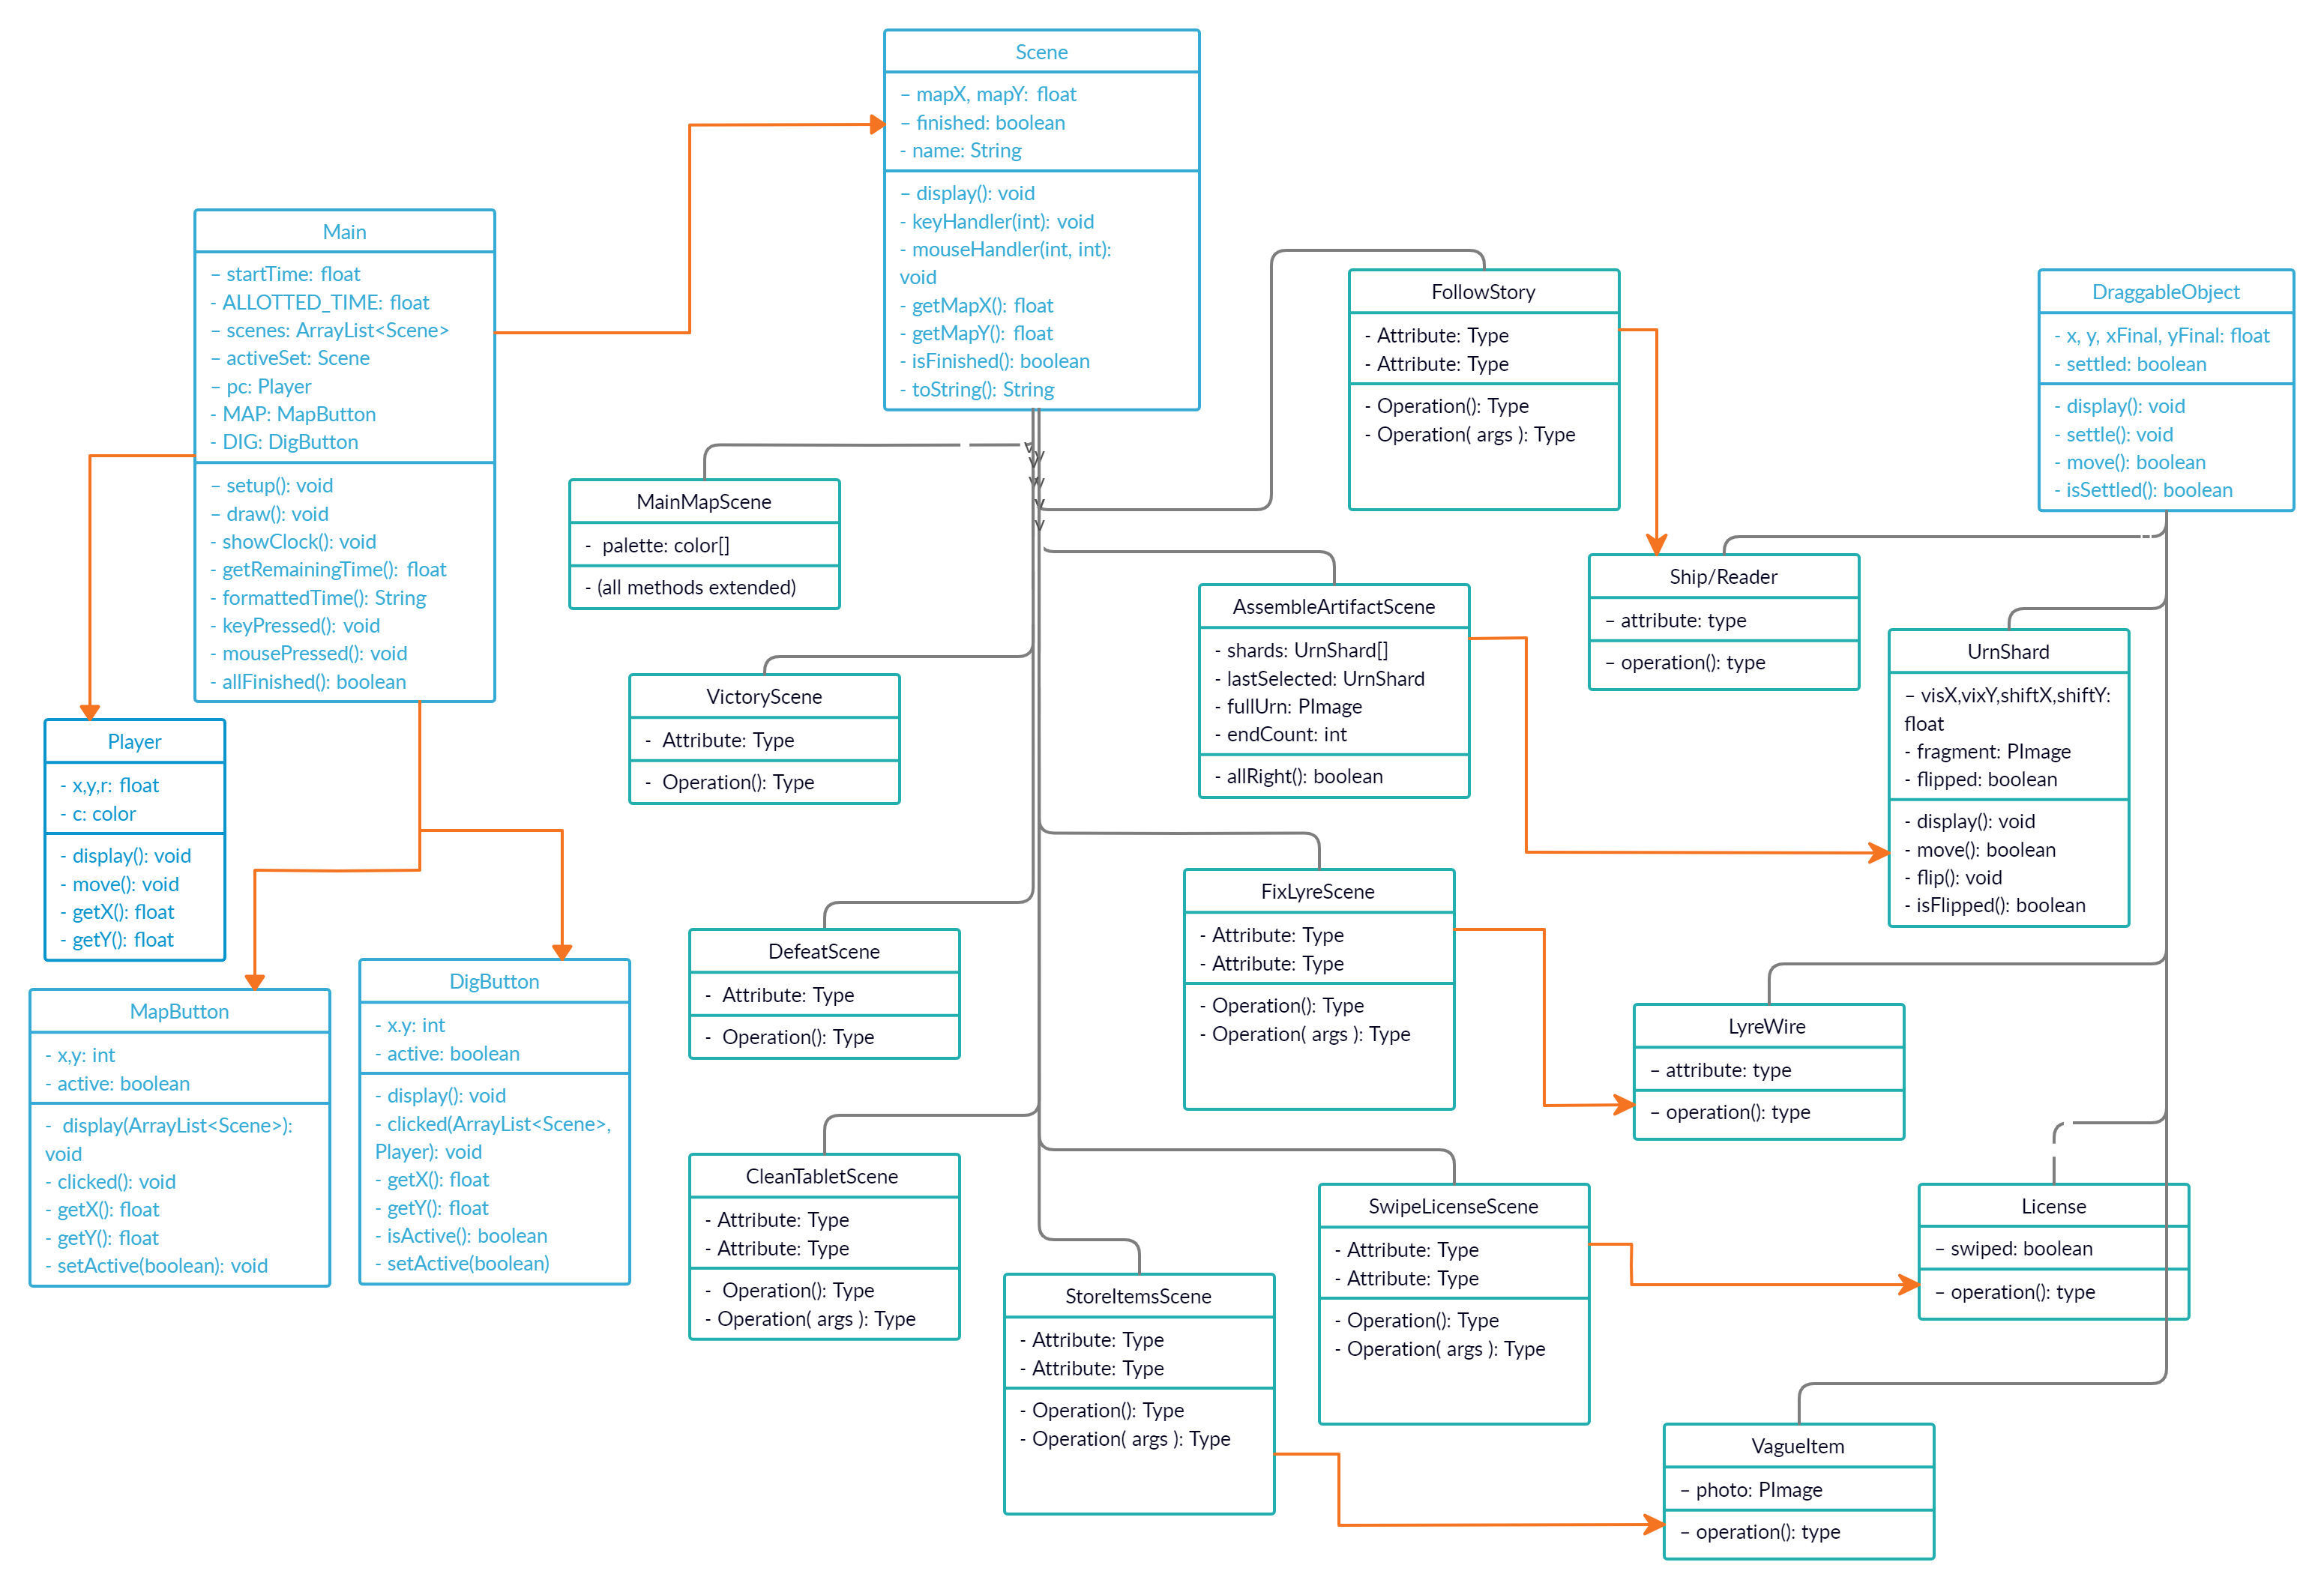 Scene
– mapX, mapY: float
– finished: boolean
- name: String
– display(): void
- keyHandler(int): void
- mouseHandler(int, int):
void
- getMapX(): float
- getMapY(): float
- isFinished(): boolean
- toString(): String
Main
– startTime: float
- ALLOTTED_TIME: float
– scenes: ArrayList<Scene>
– activeSet: Scene
– pc: Player
- MAP: MapButton
- DIG: DigButton
– setup(): void
– draw(): void
- showClock(): void
- getRemainingTime(): float
- formattedTime(): String
- keyPressed(): void
- mousePressed(): void
- allFinished(): boolean
FollowStory
- Attribute: Type
- Attribute: Type
- Operation(): Type
- Operation( args ): Type
DraggableObject
- x, y, xFinal, yFinal: float
- settled: boolean
- display(): void
- settle(): void
- move(): boolean
- isSettled(): boolean
MainMapScene
- palette: color[]
- (all methods extended)
Ship/Reader
– attribute: type
– operation(): type
AssembleArtifactScene
- shards: UrnShard[]
- lastSelected: UrnShard
- fullUrn: PImage
- endCount: int
- allRight(): boolean
UrnShard
– visX,vixY,shiftX,shiftY:
float
- fragment: PImage
- flipped: boolean
- display(): void
- move(): boolean
- flip(): void
- isFlipped(): boolean
VictoryScene
- Attribute: Type
- Operation(): Type
Player
- x,y,r: float
- c: color
- display(): void
- move(): void
- getX(): float
- getY(): float
FixLyreScene
- Attribute: Type
- Attribute: Type
- Operation(): Type
- Operation( args ): Type
DefeatScene
- Attribute: Type
- Operation(): Type
DigButton
- x.y: int
- active: boolean
- display(): void
- clicked(ArrayList<Scene>,
Player): void
- getX(): float
- getY(): float
- isActive(): boolean
- setActive(boolean)
MapButton
- x,y: int
- active: boolean
- display(ArrayList<Scene>):
void
- clicked(): void
- getX(): float
- getY(): float
- setActive(boolean): void
LyreWire
– attribute: type
– operation(): type
CleanTabletScene
- Attribute: Type
- Attribute: Type
- Operation(): Type
- Operation( args ): Type
SwipeLicenseScene
- Attribute: Type
- Attribute: Type
- Operation(): Type
- Operation( args ): Type
License
– swiped: boolean
– operation(): type
StoreItemsScene
- Attribute: Type
- Attribute: Type
- Operation(): Type
- Operation( args ): Type
VagueItem
– photo: PImage
– operation(): type